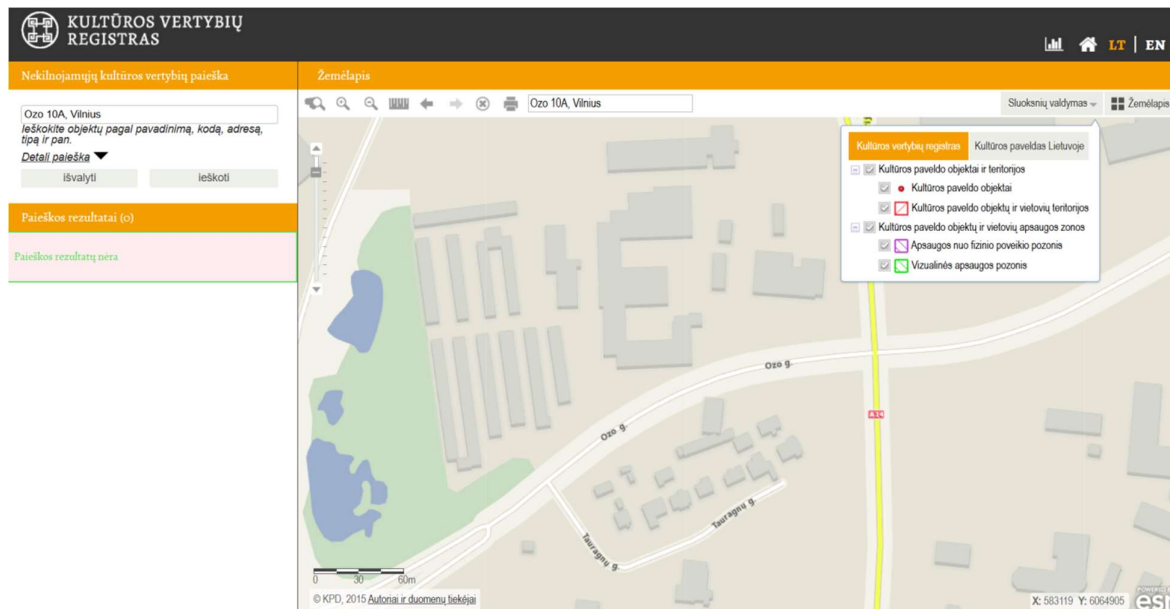 KULTŪROS VERTYBIŲ
REGISTRAS
LT | EN
Nekilnojamųjų kultūros vertybių paieška
Žemėlapis
Ozo 10A, Vilnius
Ieškokite objektų pagal pavadinimą, kodą, adresą,
tipą ir pan.
Detali paieška
išvalyti
ieškoti
Paieškos rezultatai (0)
Paieškos rezultatų nėra
Ozo 10A, Vilnius
Sluoksnių valdymas
Žemėlapis
Kultūros vertybių registras
Kultūros paveldas Lietuvoje
Kultūros paveldo objektai ir teritorijos
Kultūros paveldo objektai
Kultūros paveldo objektų ir vietovių teritorijos
Kultūros paveldo objektų ir vietovių apsaugos zonos
Apsaugos nuo fizinio poveikio pozonis
Vizualinės apsaugos pozonis
Ozo g.
Ozo g.
Tauragnų g.
Tauragnų g.
0 30 60m
© KPD, 2015 Autoriai ir duomenų tiekėjai
X: 583119 Y: 6064905